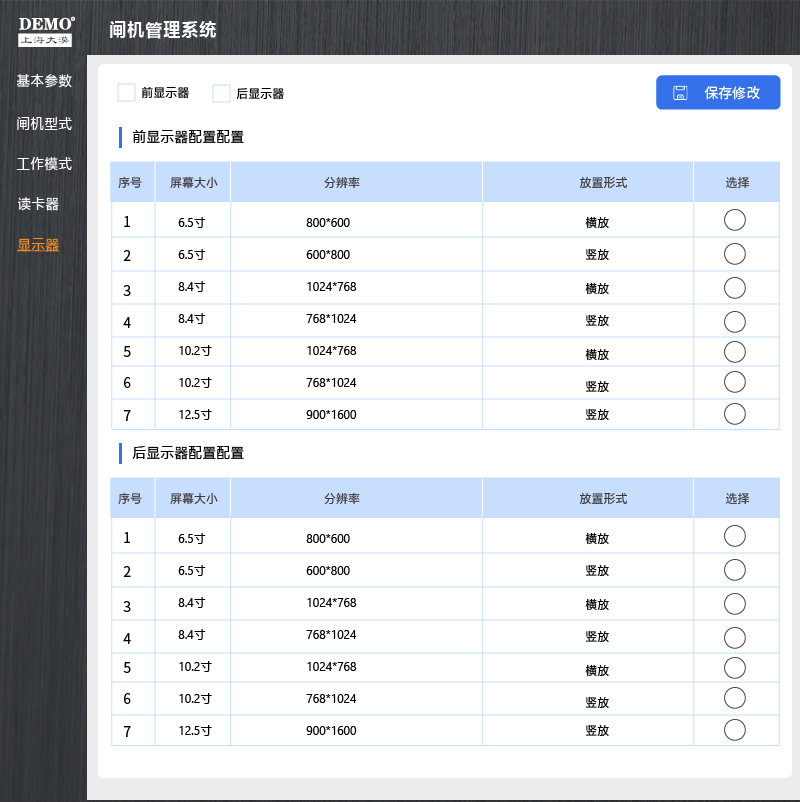 DEMO®
上海大漠
闸机管理系统
基本参数
闸机型式
工作模式
读卡器
显示器
前显示器 后显示器 保存修改
前显示器配置配置
序号 屏幕大小 分辨率 放置形式 选择
1 6.5寸 800*600 横放
2 6.5寸 600*800 竖放
3 8.4寸 1024*768 横放
4 8.4寸 768*1024 竖放
5 10.2寸 1024*768 横放
6 10.2寸 768*1024 竖放
7 12.5寸 900*1600 竖放
后显示器配置配置
序号 屏幕大小 分辨率 放置形式 选择
1 6.5寸 800*600 横放
2 6.5寸 600*800 竖放
3 8.4寸 1024*768 横放
4 8.4寸 768*1024 竖放
5 10.2寸 1024*768 横放
6 10.2寸 768*1024 竖放
7 12.5寸 900*1600 竖放